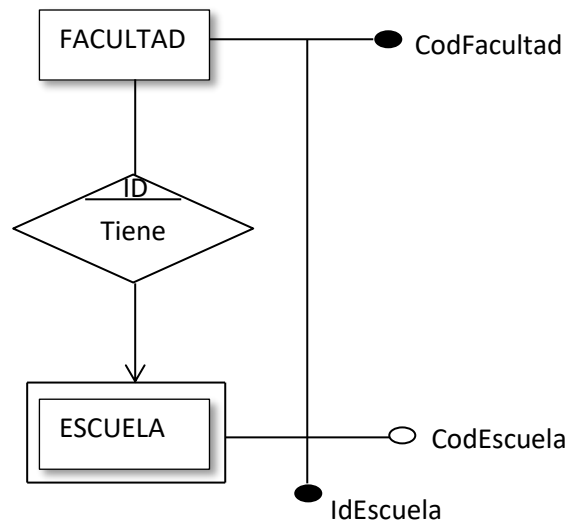 FACULTAD
CodFacultad
ID
Tiene
ESCUELA
CodEscuela
IdEscuela